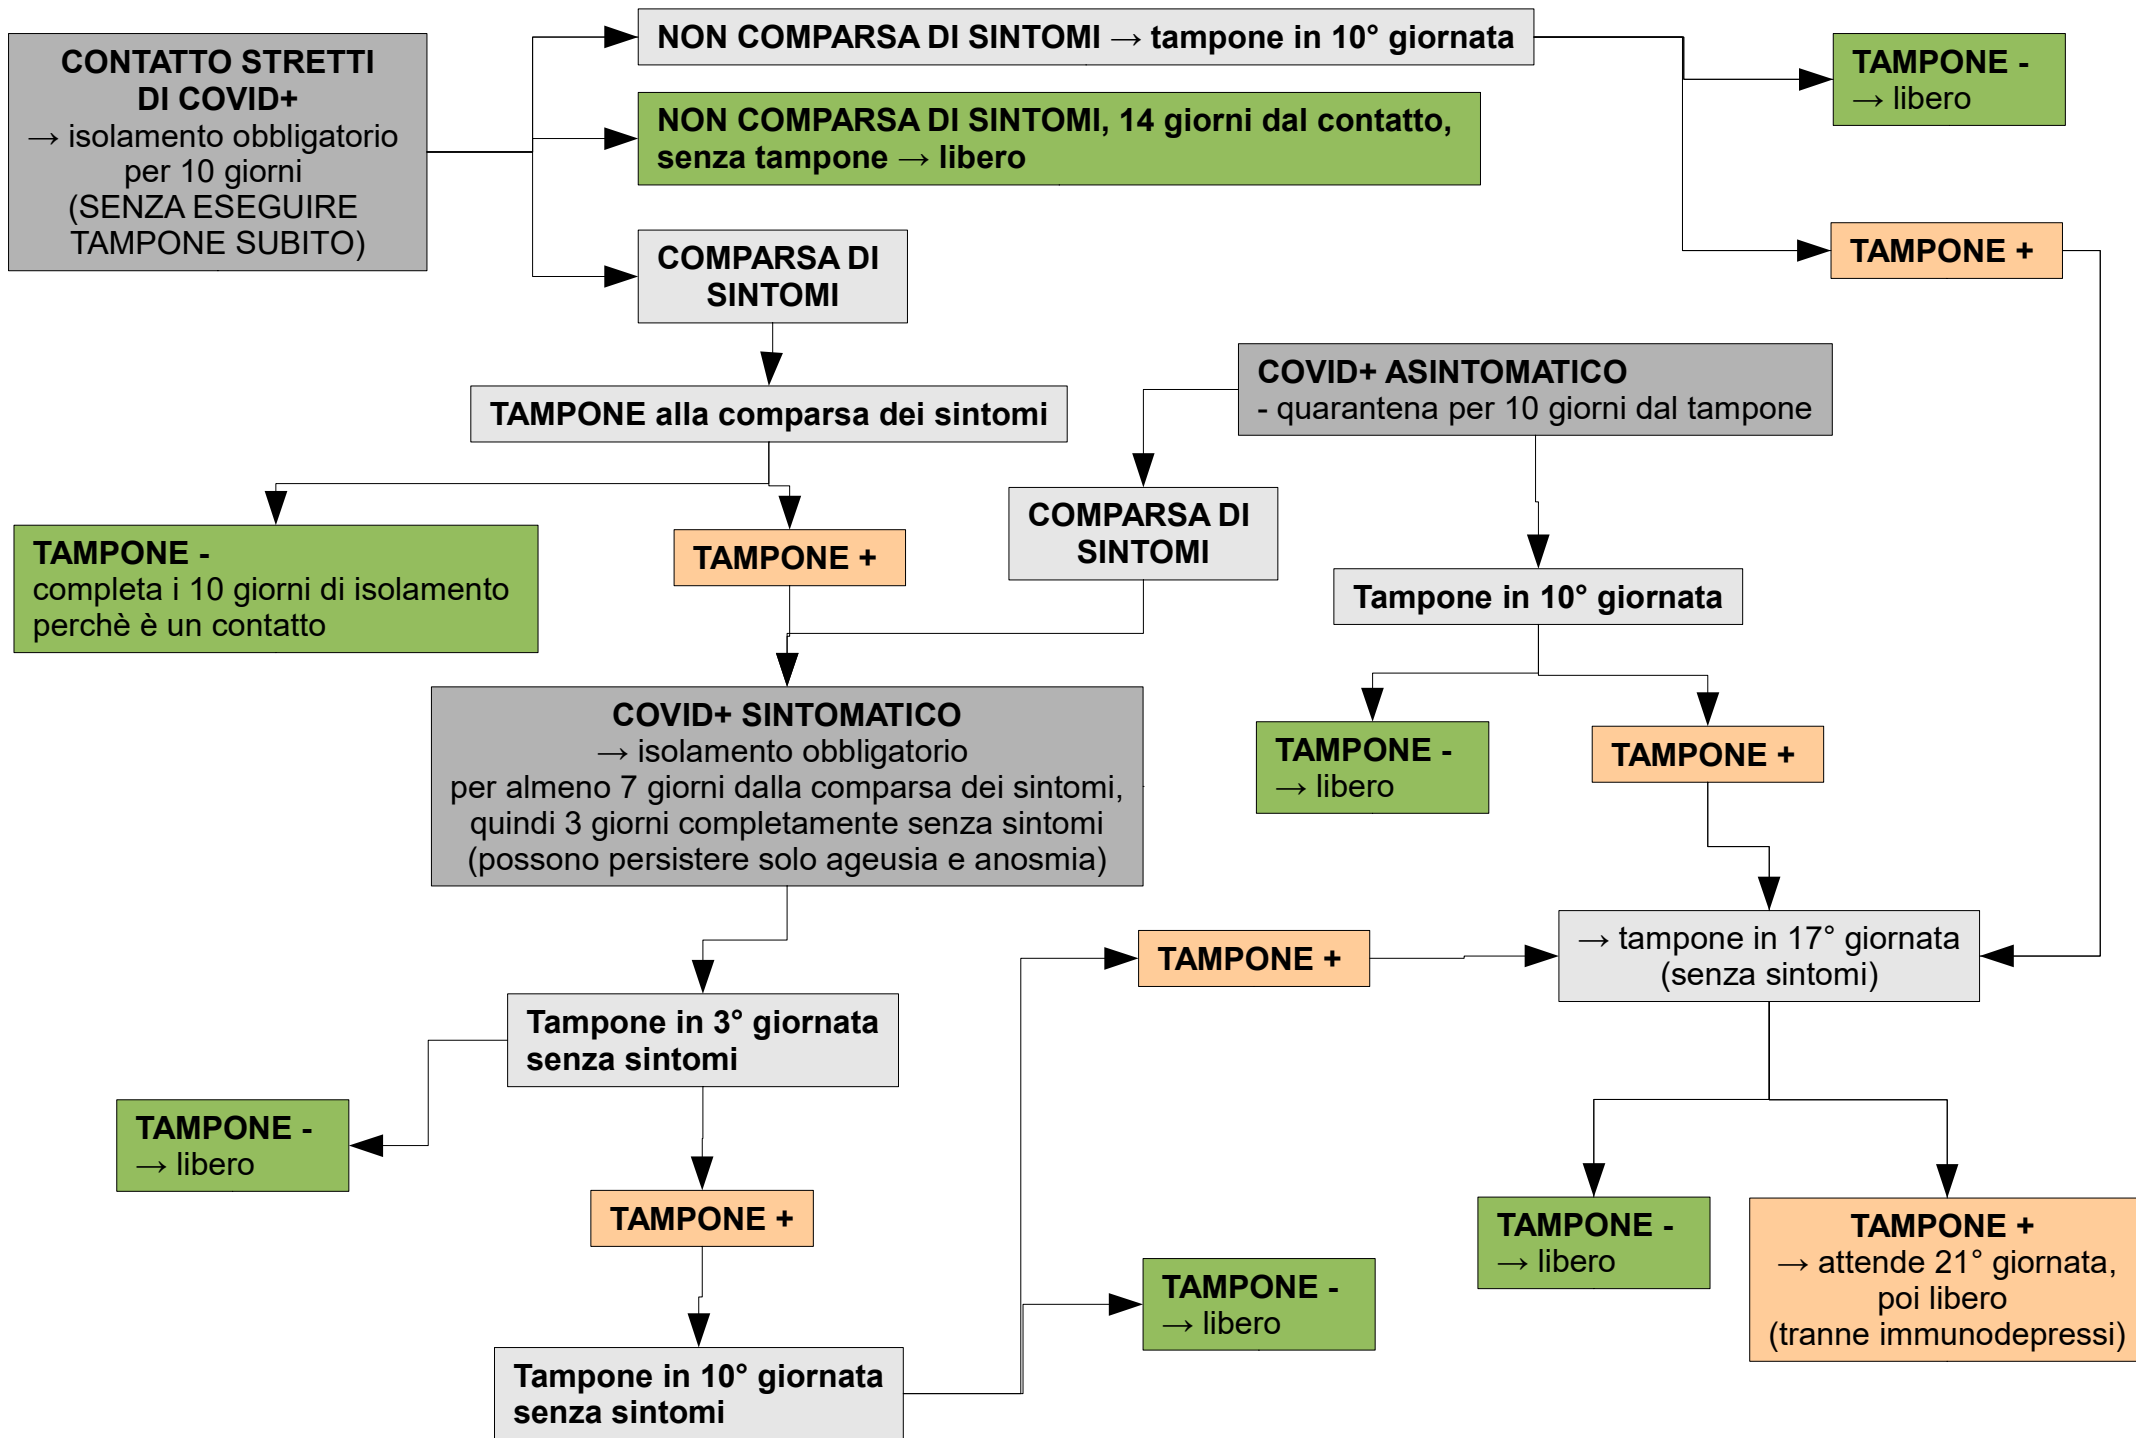 CONTATTO STRETTI
DI COVID+
→ isolamento obbligatorio
per 10 giorni
(SENZA ESEGUIRE
TAMPONE SUBITO)
NON COMPARSA DI SINTOMI → tampone in 10° giornata
NON COMPARSA DI SINTOMI, 14 giorni dal contatto,
senza tampone → libero
COMPARSA DI
SINTOMI
TAMPONE -
→ libero
TAMPONE +
TAMPONE alla comparsa dei sintomi
COVID+ ASINTOMATICO
- quarantena per 10 giorni dal tampone
TAMPONE -
completa i 10 giorni di isolamento
perchè è un contatto
TAMPONE +
COMPARSA DI
SINTOMI
Tampone in 10° giornata
COVID+ SINTOMATICO
→ isolamento obbligatorio
per almeno 7 giorni dalla comparsa dei sintomi,
quindi 3 giorni completamente senza sintomi
(possono persistere solo ageusia e anosmia)
TAMPONE -
→ libero
TAMPONE +
TAMPONE +
→ tampone in 17° giornata
(senza sintomi)
Tampone in 3° giornata
senza sintomi
TAMPONE -
→ libero
TAMPONE +
TAMPONE -
→ libero
TAMPONE +
→ attende 21° giornata,
poi libero
(tranne immunodepressi)
TAMPONE -
→ libero
Tampone in 10° giornata
senza sintomi